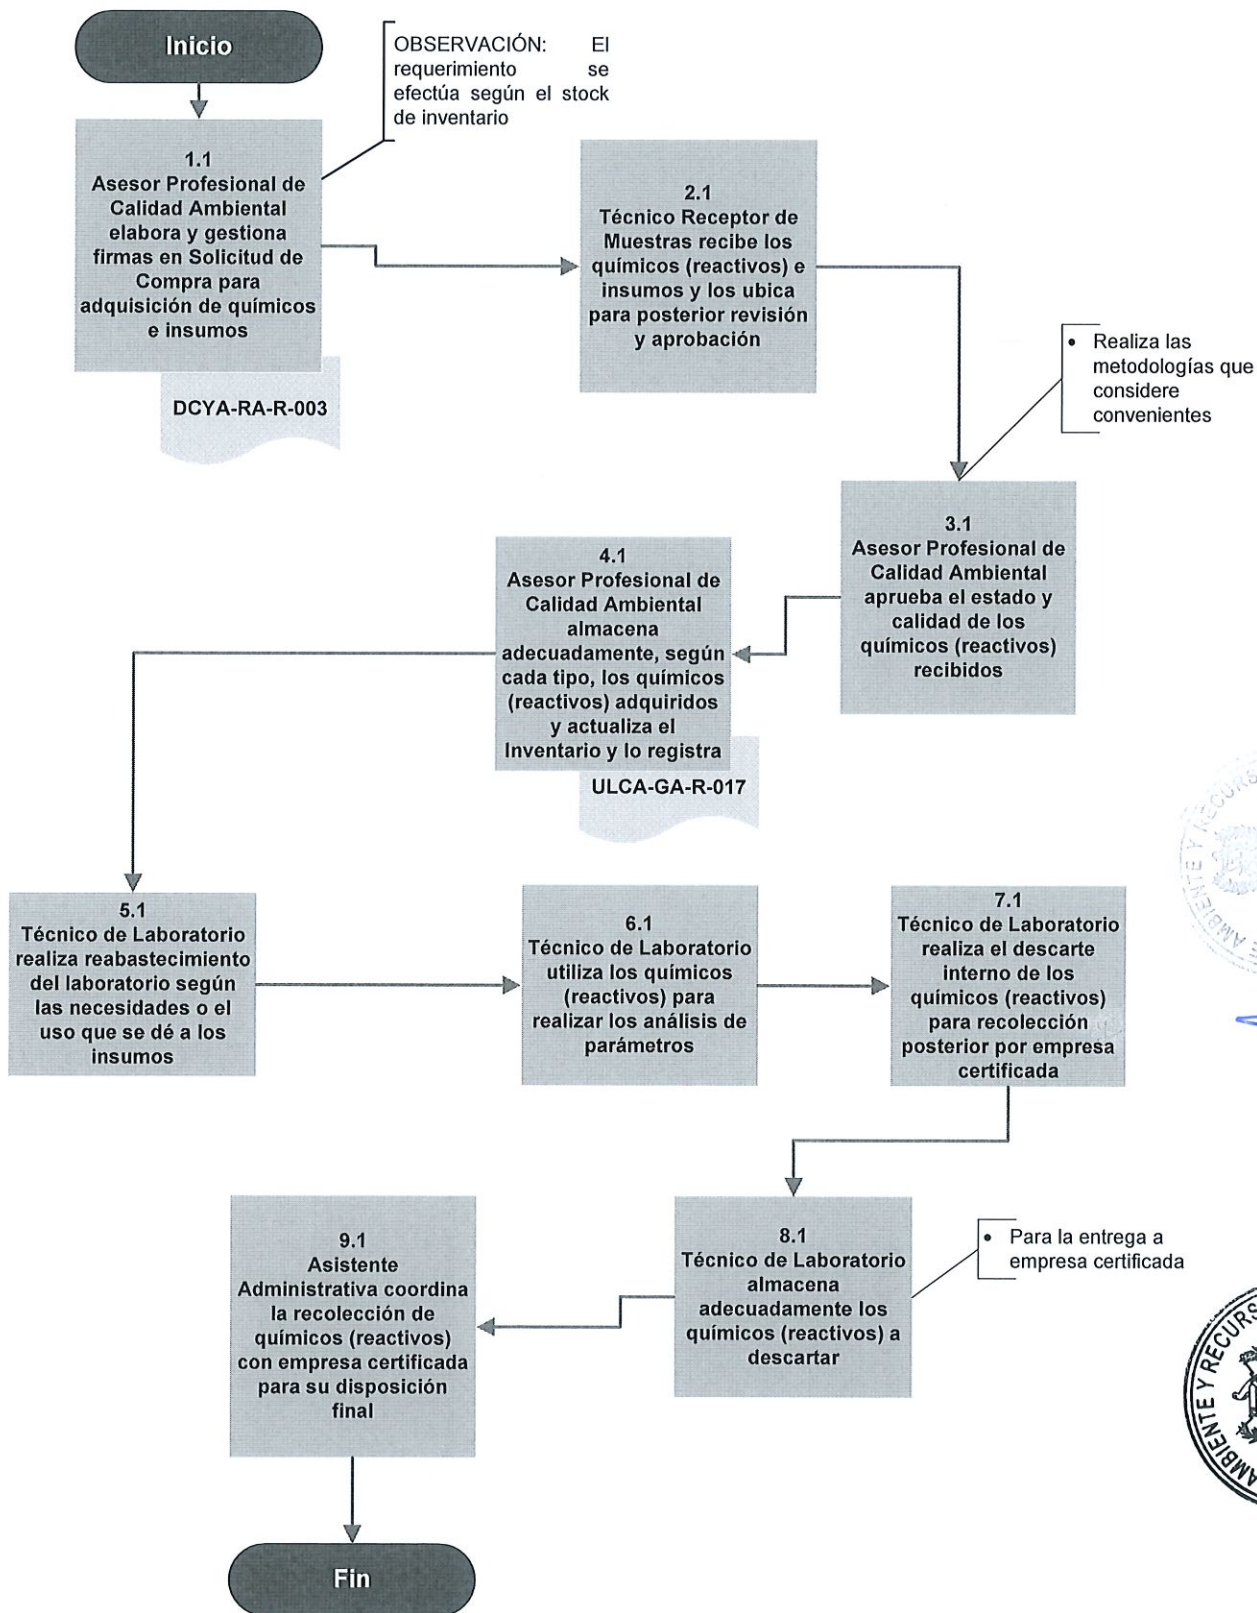 Inicio
OBSERVACIÓN: El
requerimiento se
efectúa según el stock
de inventario
1.1
Asesor Profesional de
Calidad Ambiental
elabora y gestiona
firmas en Solicitud de
Compra para
adquisición de químicos
e insumos
DCYA-RA-R-003
2.1
Técnico Receptor de
Muestras recibe los
químicos (reactivos) e
insumos y los ubica
para posterior revisión
y aprobación
• Realiza las
metodologías que
considere
convenientes
3.1
Asesor Profesional de
Calidad Ambiental
aprueba el estado y
calidad de los
químicos (reactivos)
recibidos
4.1
Asesor Profesional de
Calidad Ambiental
almacena
adecuadamente, según
cada tipo, los químicos
(reactivos) adquiridos
y actualiza el
Inventario y lo registra
ULCA-GA-R-017
5.1
Técnico de Laboratorio
realiza reabastecimiento
del laboratorio según
las necesidades o el
uso que se dé a los
insumos
6.1
Técnico de Laboratorio
utiliza los químicos
(reactivos) para
realizar los análisis de
parámetros
7.1
Técnico de Laboratorio
realiza el descarte
interno de los
químicos (reactivos)
para recolección
posterior por empresa
certificada
8.1
Técnico de Laboratorio
almacena
adecuadamente los
químicos (reactivos) a
descartar
• Para la entrega a
empresa certificada
9.1
Asistente
Administrativa coordina
la recolección de
químicos (reactivos)
con empresa certificada
para su disposición
final
Fin
AMBIENTE Y RECURS
AMBIENTE Y RECURS